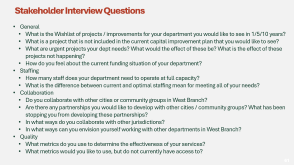 Stakeholder Interview Questions
• General
• What is the Wishlist of projects / improvements for your department you would like to see in 1/5/10 years?
• What is a project that is not included in the current capital improvement plan that you would like to see?
• What are urgent projects your dept needs? What would the effect of these be? What is the effect of these
projects not happening?
• How do you feel about the current funding situation of your department?
• Staffing
• How many staff does your department need to operate at full capacity?
• What is the difference between current and optimal staffing mean for meeting all of your needs?
• Collaboration
• Do you collaborate with other cities or community groups in West Branch?
• Are there any partnerships you would like to develop with other cities / community groups? What has been
stopping you from developing these partnerships?
• In what ways do you collaborate with other jurisdictions?
• In what ways can you envision yourself working with other departments in West Branch?
• Quality
• What metrics do you use to determine the effectiveness of your services?
• What metrics would you like to use, but do not currently have access to?